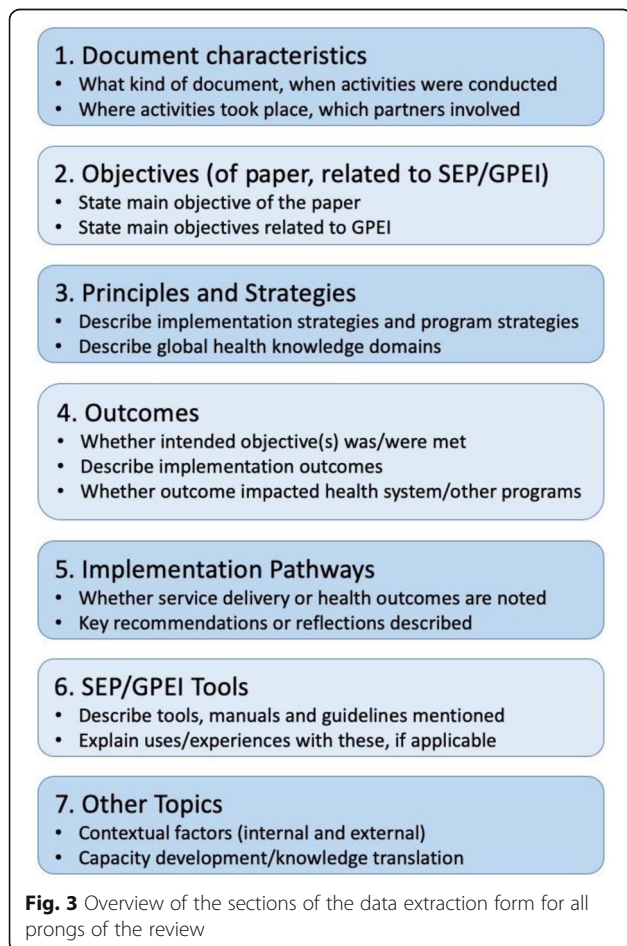 1. Document characteristics
• What kind of document, when activities were conducted
• Where activities took place, which partners involved
2. Objectives (of paper, related to SEP/GPEI)
• State main objective of the paper
• State main objectives related to GPEI
3. Principles and Strategies
• Describe implementation strategies and program strategies
• Describe global health knowledge domains
4. Outcomes
• Whether intended objective(s) was/were met
• Describe implementation outcomes
• Whether outcome impacted health system/other programs
5. Implementation Pathways
• Whether service delivery or health outcomes are noted
• Key recommendations or reflections described
6. SEP/GPEI Tools
• Describe tools, manuals and guidelines mentioned
• Explain uses/experiences with these, if applicable
7. Other Topics
• Contextual factors (internal and external)
• Capacity development/knowledge translation
Fig. 3 Overview of the sections of the data extraction form for all
prongs of the review